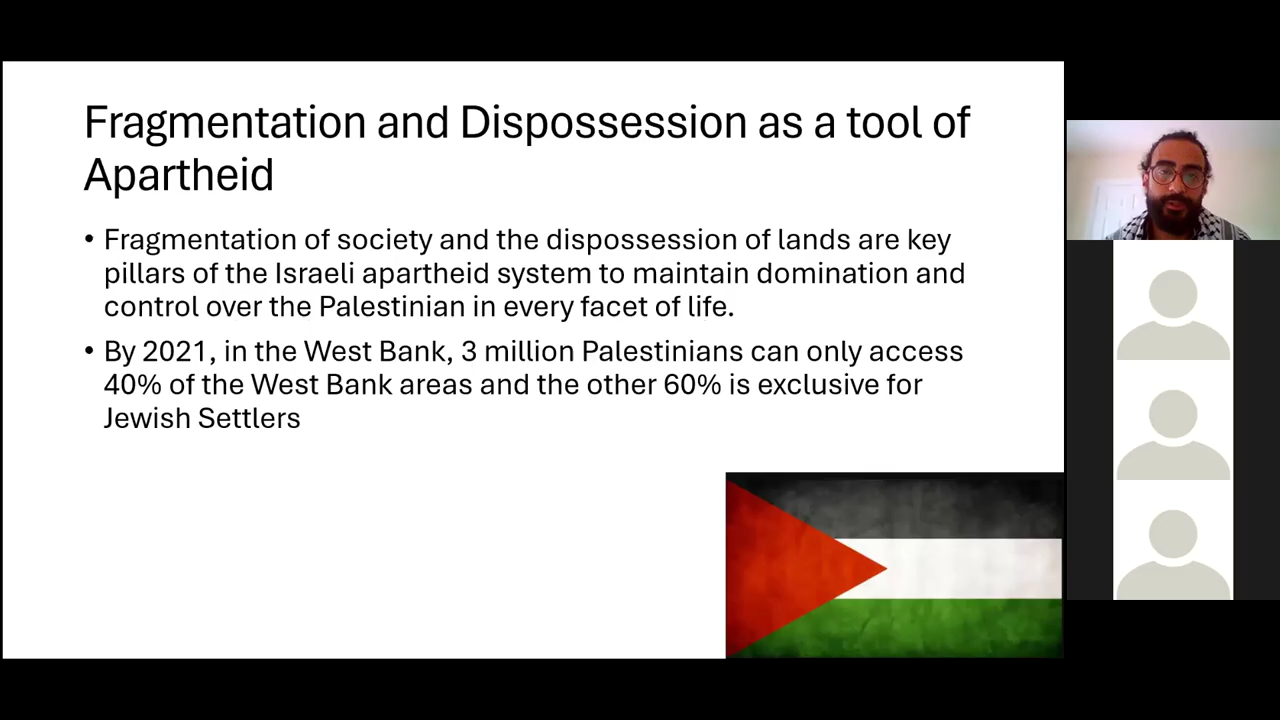 Fragmentation and Dispossession as a tool of
Apartheid
• Fragmentation of society and the dispossession of lands are key
pillars of the Israeli apartheid system to maintain domination and
control over the Palestinian in every facet of life.
• By 2021, in the West Bank, 3 million Palestinians can only access
40% of the West Bank areas and the other 60% is exclusive for
Jewish Settlers